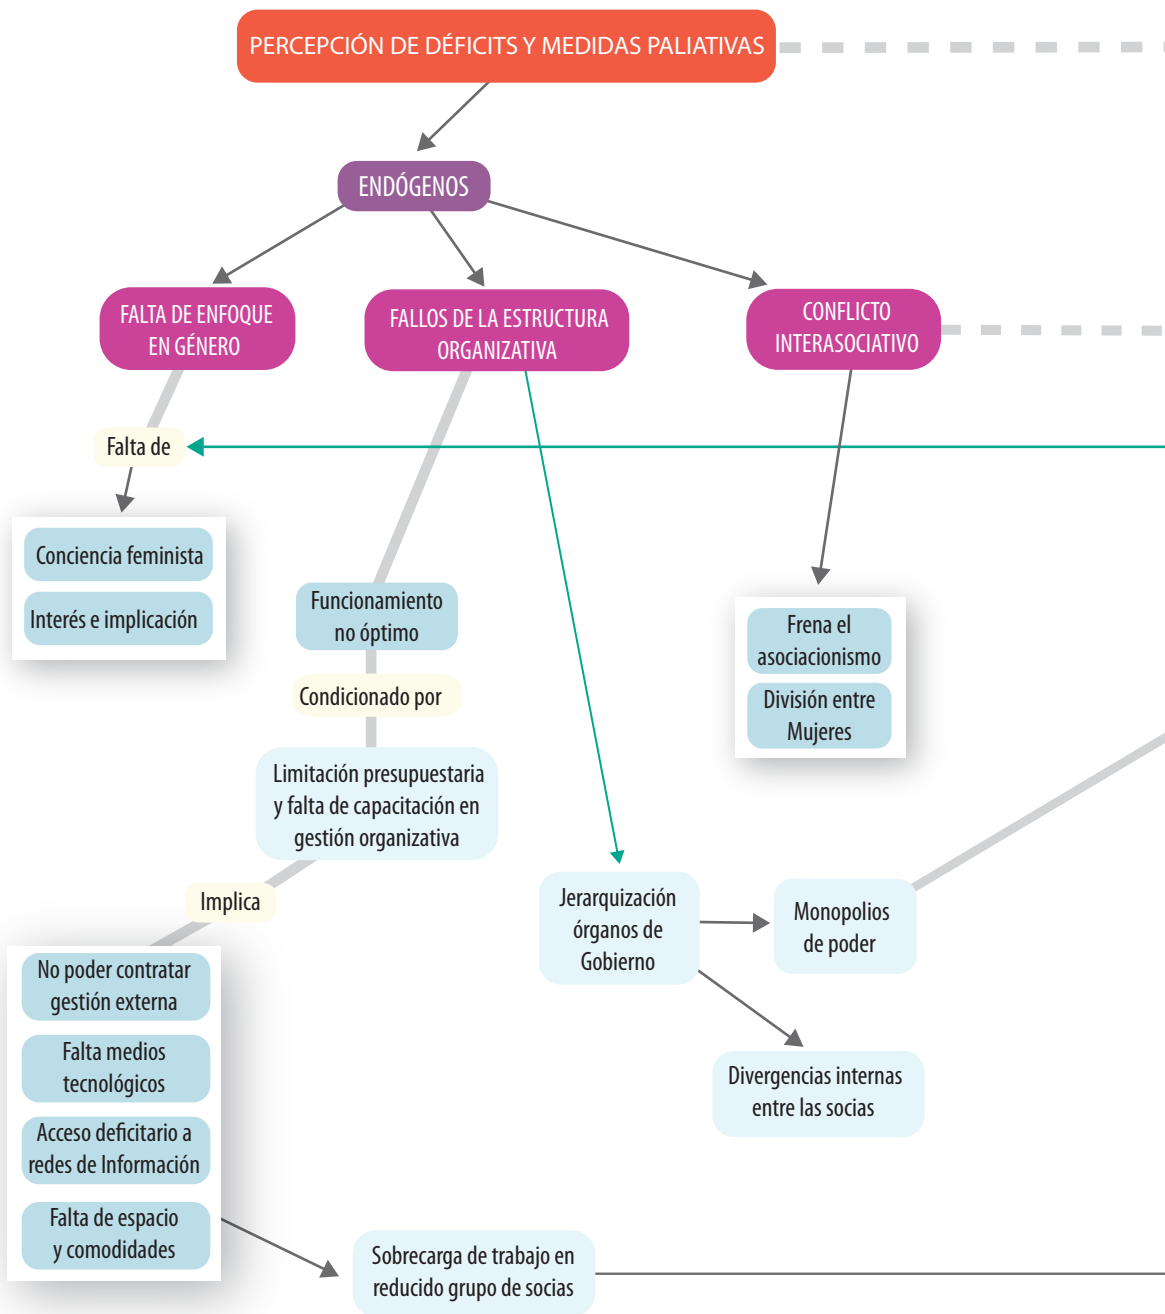 PERCEPCIÓN DE DÉFICITS Y MEDIDAS PALIATIVAS
ENDÓGENOS
FALTA DE ENFOQUE
EN GÉNERO
FALLOS DE LA ESTRUCTURA
ORGANIZATIVA
CONFLICTO
INTERASOCIATIVO
Falta de
Conciencia feminista
Interés e implicación
Funcionamiento
no óptimo
Condicionado por
Limitación presupuestaria
y falta de capacitación en
gestión organizativa
Implica
No poder contratar
gestión externa
Falta medios
tecnológicos
Acceso deficitario a
redes de Información
Falta de espacio
y comodidades
Sobrecarga de trabajo en
reducido grupo de socias
Frena el
asociacionismo
División entre
Mujeres
Jerarquización
órganos de
Gobierno
Monopolios
de poder
Divergencias internas
entre las socias